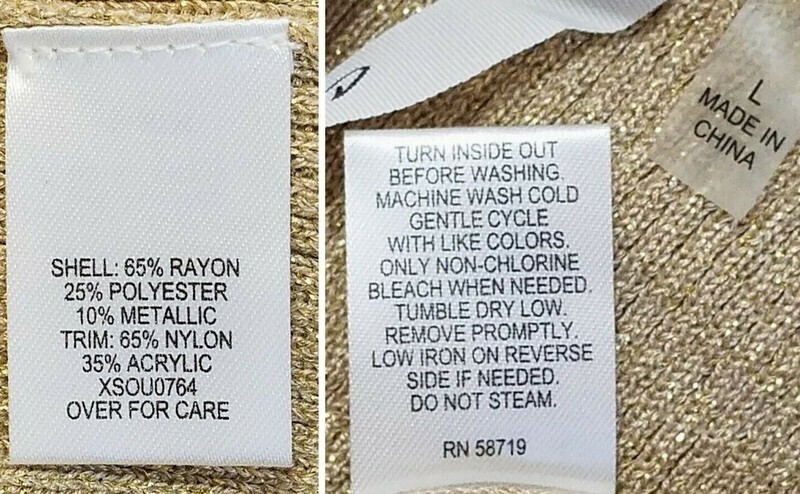 SHELL: 65% RAYON
25% POLYESTER
10% METALLIC
TRIM: 65% NYLON
35% ACRYLIC
XSOU0764
OVER FOR CARE
TURN INSIDE OUT
BEFORE WASHING.
MACHINE WASH COLD
GENTLE CYCLE
WITH LIKE COLORS.
ONLY NON-CHLORINE
BLEACH WHEN NEEDED.
TUMBLE DRY LOW.
REMOVE PROMPTLY.
LOW IRON ON REVERSE
SIDE IF NEEDED.
DO NOT STEAM.
RN 58719
L
MADE IN
CHINA